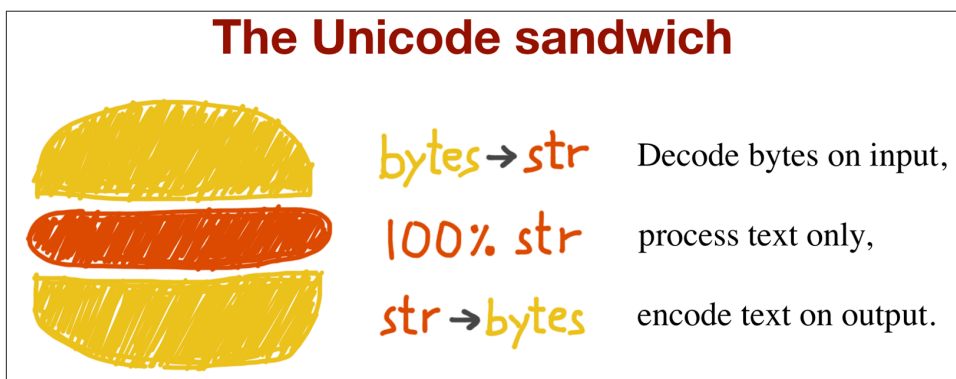 The Unicode sandwich
bytes → str Decode bytes on input,
100% str process text only,
str → bytes encode text on output.